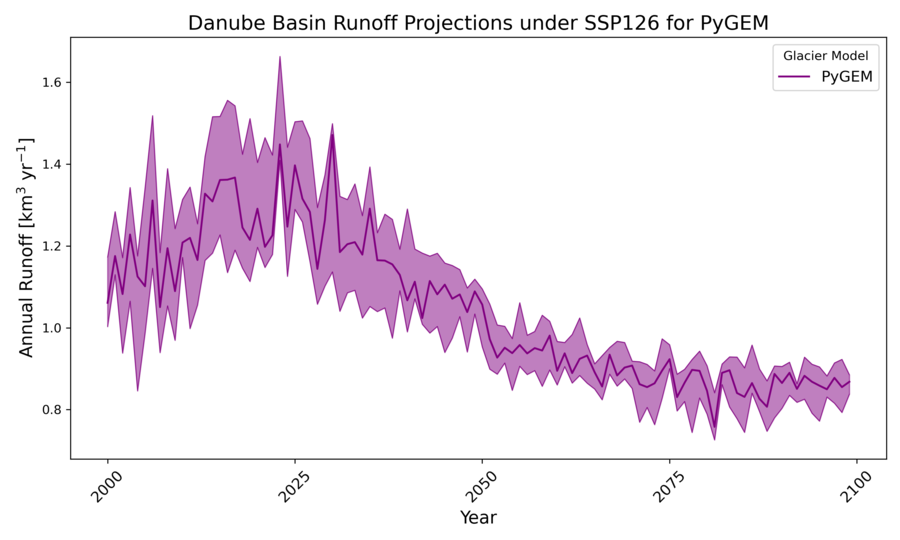 Danube Basin Runoff Projections under SSP126 for PyGEM
Glacier Model
PyGEM
Annual Runoff [km³ yr⁻¹]
1.6
1.4
1.2
1.0
0.8
2000
2025
2050
2075
2100
Year